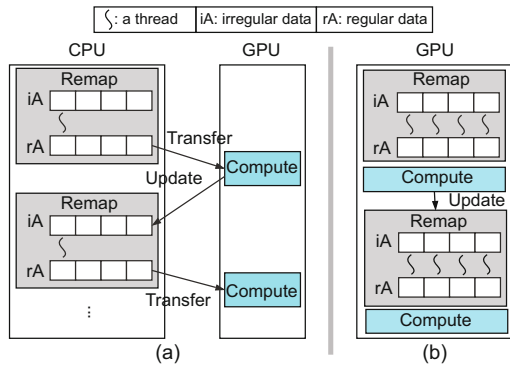 : a thread iA: irregular data rA: regular data
CPU GPU GPU
Remap
iA
rA
Transfer
Compute
Update
Remap
iA
rA
Transfer
Compute
...
(a)
Remap
iA
rA
Compute
Update
Remap
iA
rA
Compute
(b)